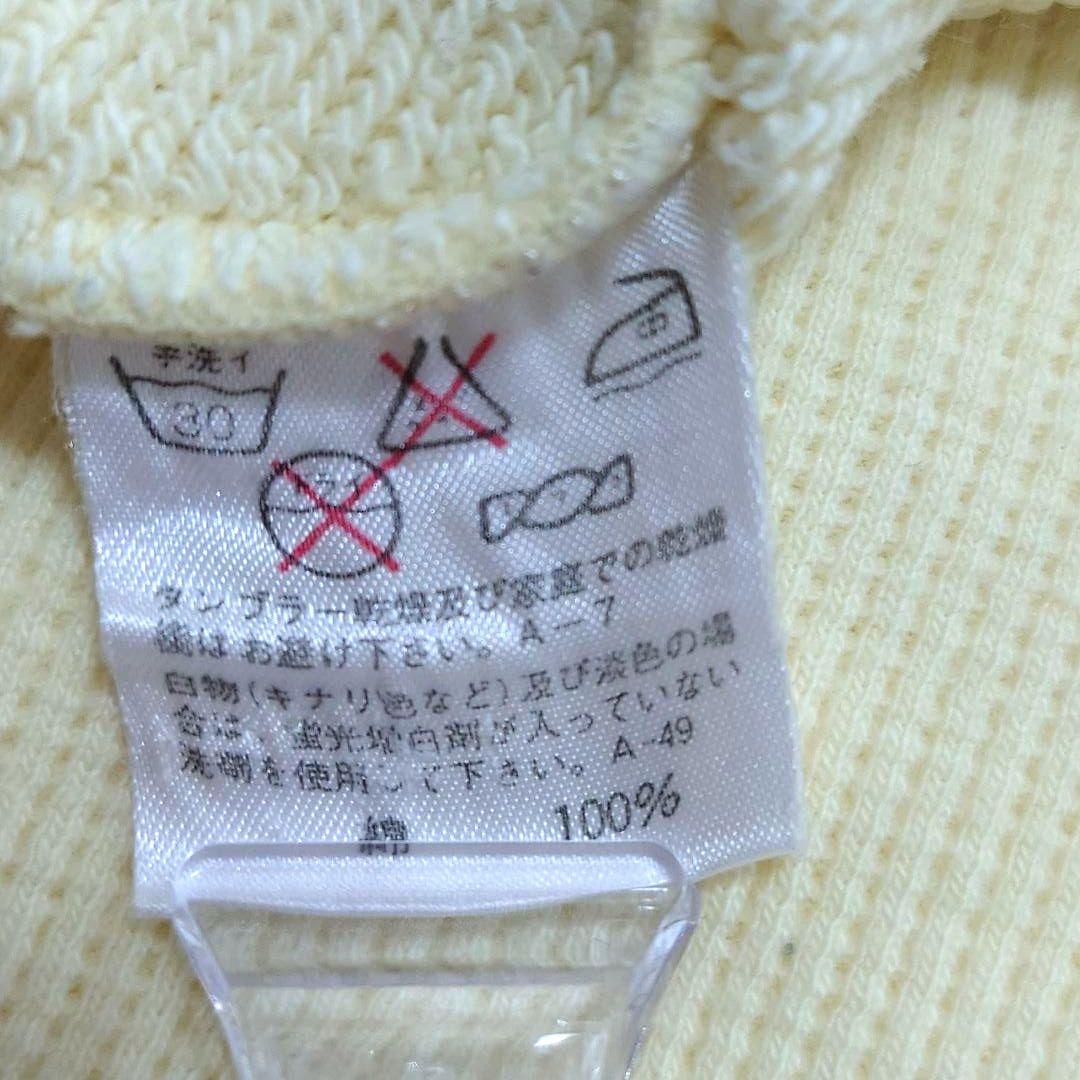 手洗イ
30
中
タンブラー乾燥及び家庭での乾燥
機はお避け下さい。A-7
白物(キナリ色など)及び淡色の場
合は、蛍光増白剤が入っていない
洗剤を使用して下さい。A-49
綿 100%